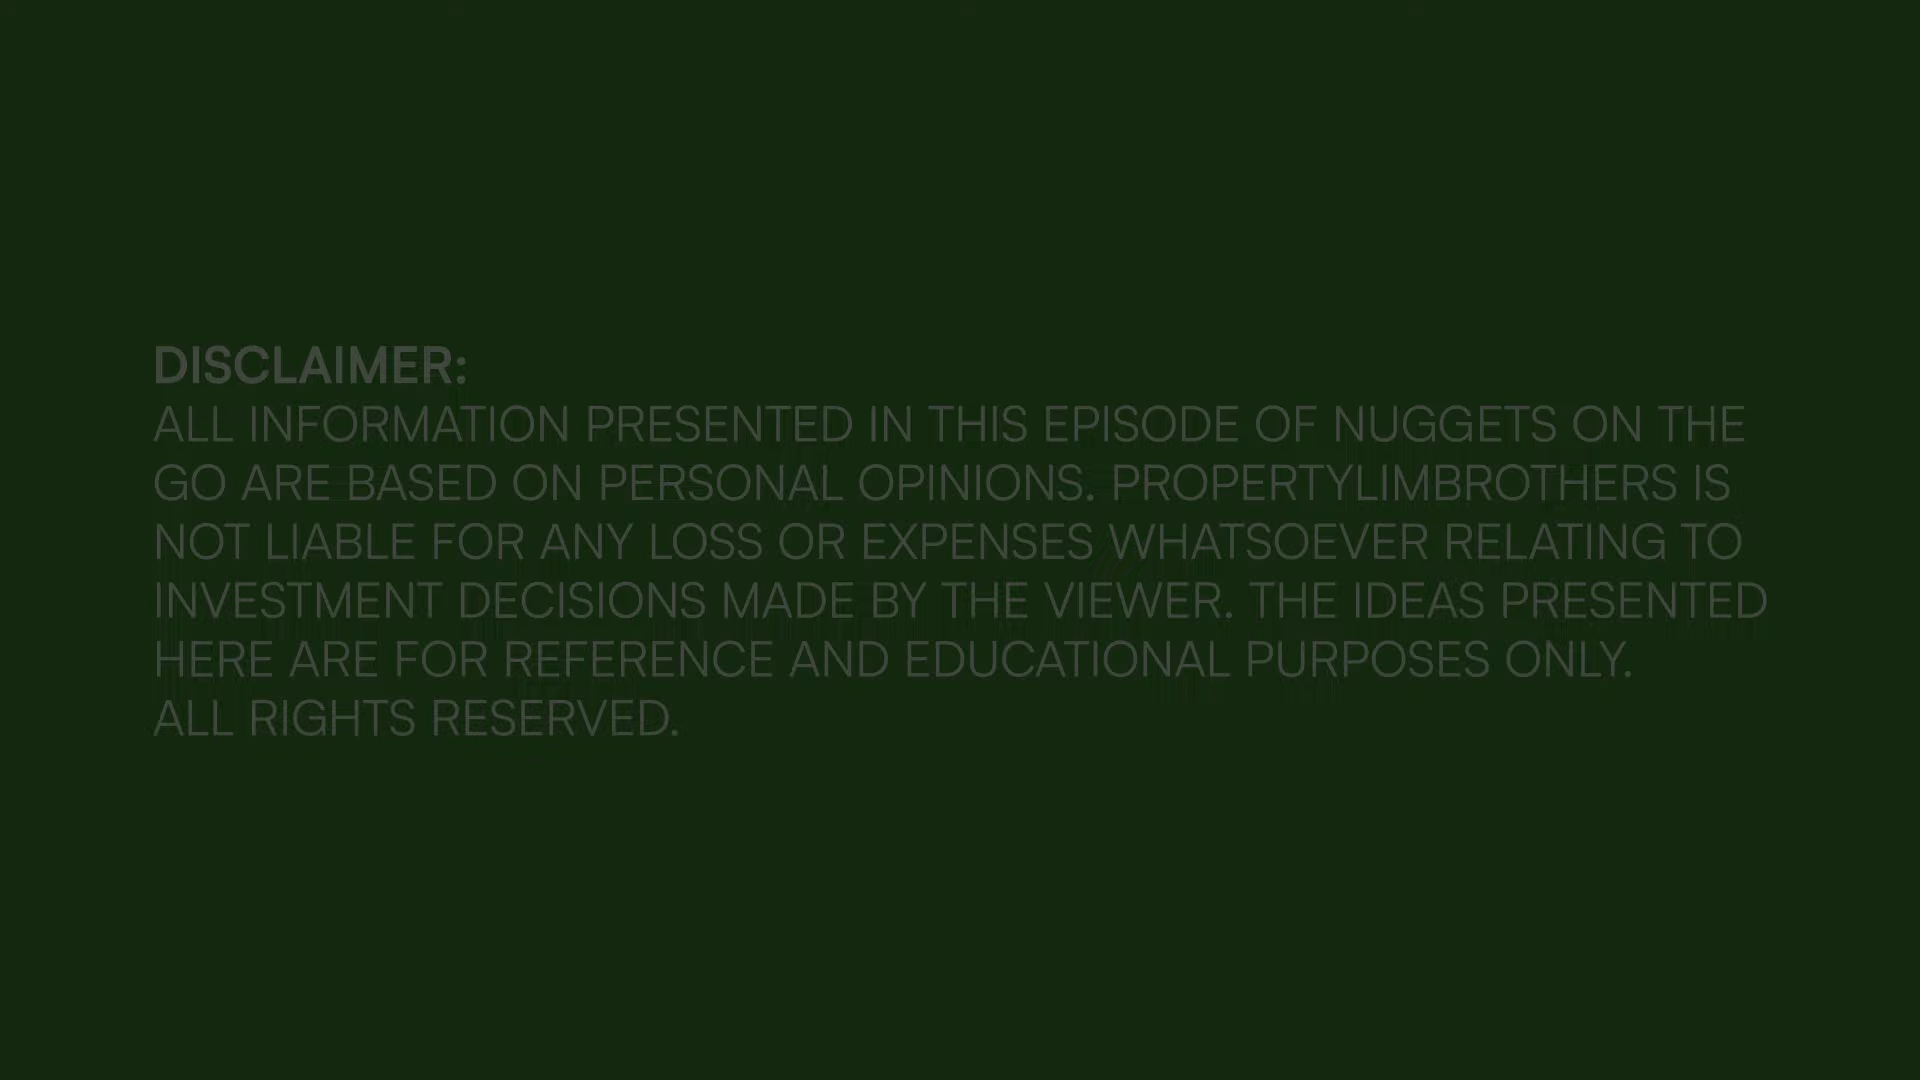 DISCLAIMER:
ALL INFORMATION PRESENTED IN THIS EPISODE OF NUGGETS ON THE
GO ARE BASED ON PERSONAL OPINIONS. PROPERTYLIMBROTHERS IS
NOT LIABLE FOR ANY LOSS OR EXPENSES WHATSOEVER RELATING TO
INVESTMENT DECISIONS MADE BY THE VIEWER. THE IDEAS PRESENTED
HERE ARE FOR REFERENCE AND EDUCATIONAL PURPOSES ONLY.
ALL RIGHTS RESERVED.